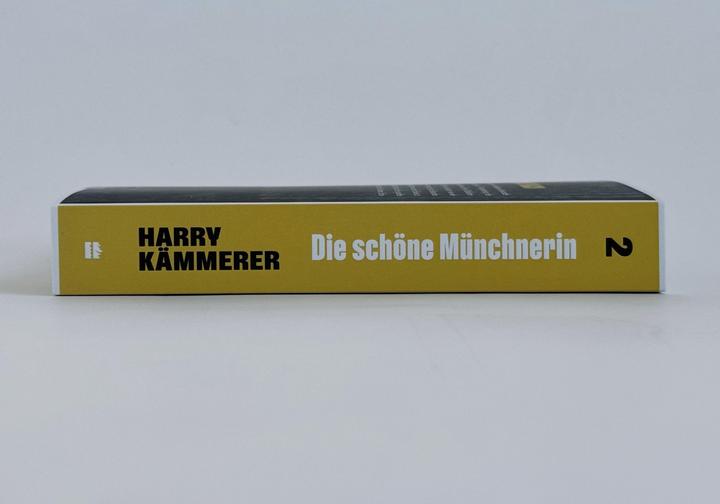 HARRY
KÄMMERER
Die schöne Münchnerin
2